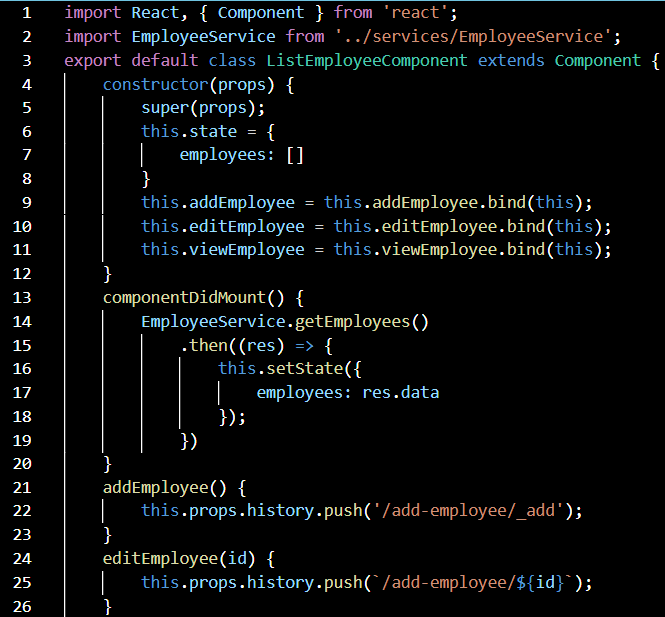 1 import React, { Component } from 'react';
2 import EmployeeService from '../services/EmployeeService';
3 export default class ListEmployeeComponent extends Component {
4     constructor(props) {
5         super(props);
6         this.state = {
7             employees: []
8         }
9         this.addEmployee = this.addEmployee.bind(this);
10         this.editEmployee = this.editEmployee.bind(this);
11         this.viewEmployee = this.viewEmployee.bind(this);
12     }
13     componentDidMount() {
14         EmployeeService.getEmployees()
15             .then((res) => {
16                 this.setState({
17                     employees: res.data
18                 });
19             })
20     }
21     addEmployee() {
22         this.props.history.push('/add-employee/_add');
23     }
24     editEmployee(id) {
25         this.props.history.push(`/add-employee/${id}`);
26     }